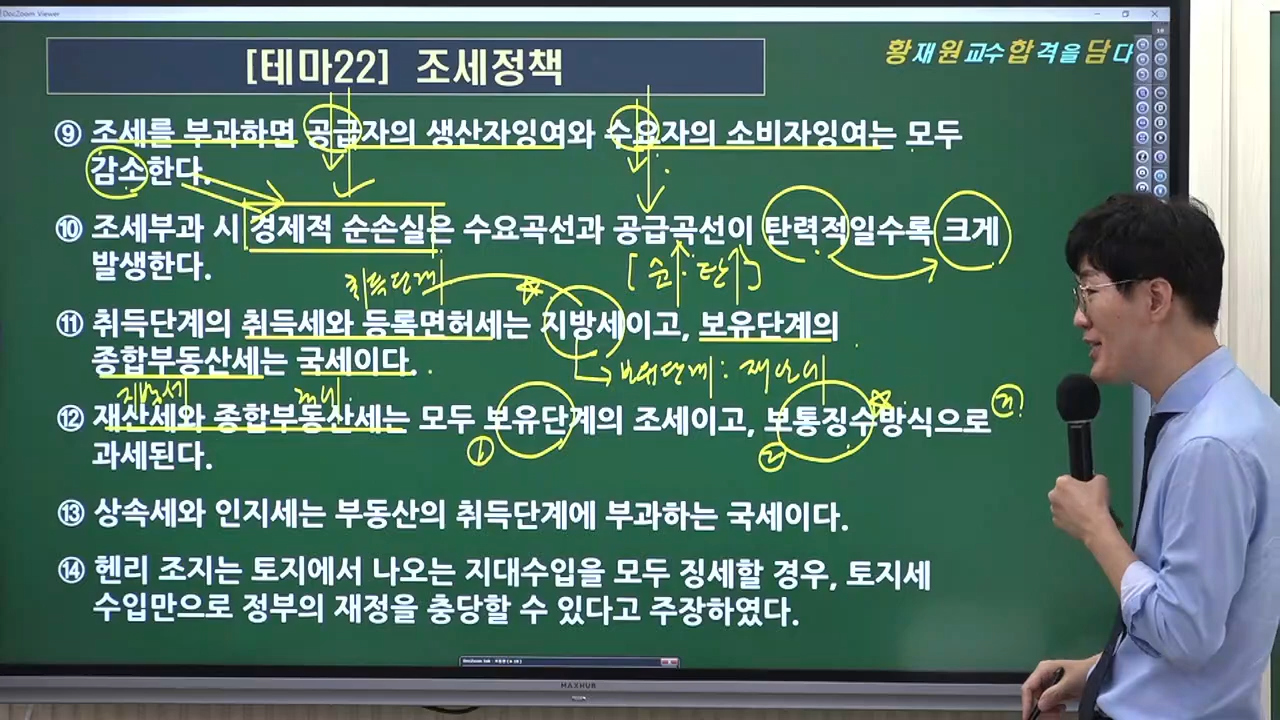 DocZoom Viewer
[테마22] 조세정책
황재원교수합격을담다
⑨ 조세를 부과하면 공급자의 생산자잉여와 수요자의 소비자잉여는 모두
감소한다.
⑩ 조세부과 시 경제적 순손실은 수요곡선과 공급곡선이 탄력적일수록 크게
발생한다.
취득단계
[순. 탄]
⑪ 취득단계의 취득세와 등록면허세는 지방세이고, 보유단계의
종합부동산세는 국세이다.
보유단계: 재산세
지방세
국세
⑫ 재산세와 종합부동산세는 모두 보유단계의 조세이고, 보통징수방식으로
과세된다.
① ②
⑬ 상속세와 인지세는 부동산의 취득단계에 부과하는 국세이다.
⑭ 헨리 조지는 토지에서 나오는 지대수입을 모두 징세할 경우, 토지세
수입만으로 정부의 재정을 충당할 수 있다고 주장하였다.
MAXHUB